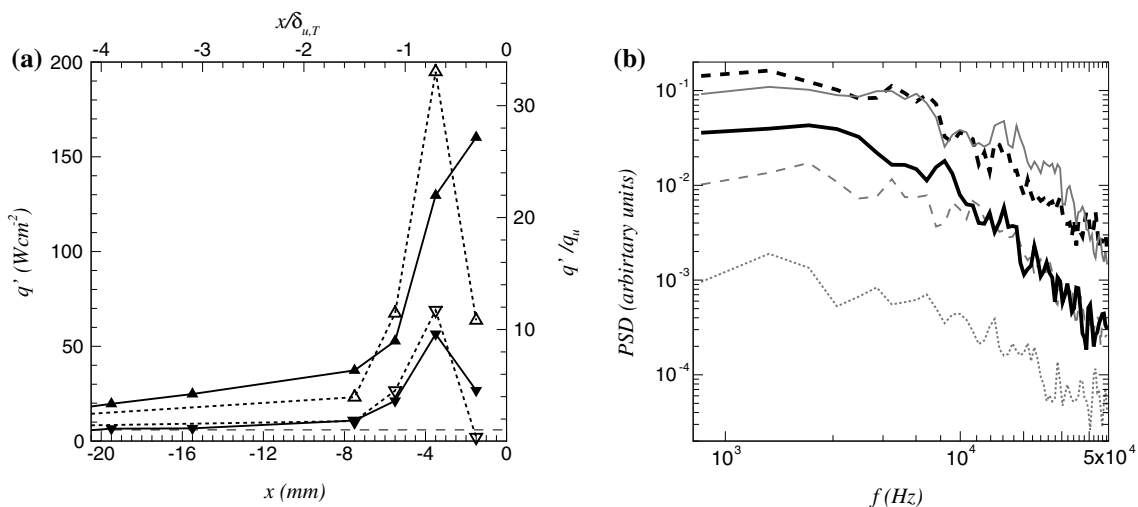 x/δu,T
(a)
-4 -3 -2 -1 0
200
150
100
50
0
q' (Wcm²)
30
20
10
q'/qu
-20 -16 -12 -8 -4 0
x (mm)
(b)
10⁻¹
10⁻²
10⁻³
10⁻⁴
PSD (arbirtary units)
10³ 10⁴ 5x10⁴
f (Hz)